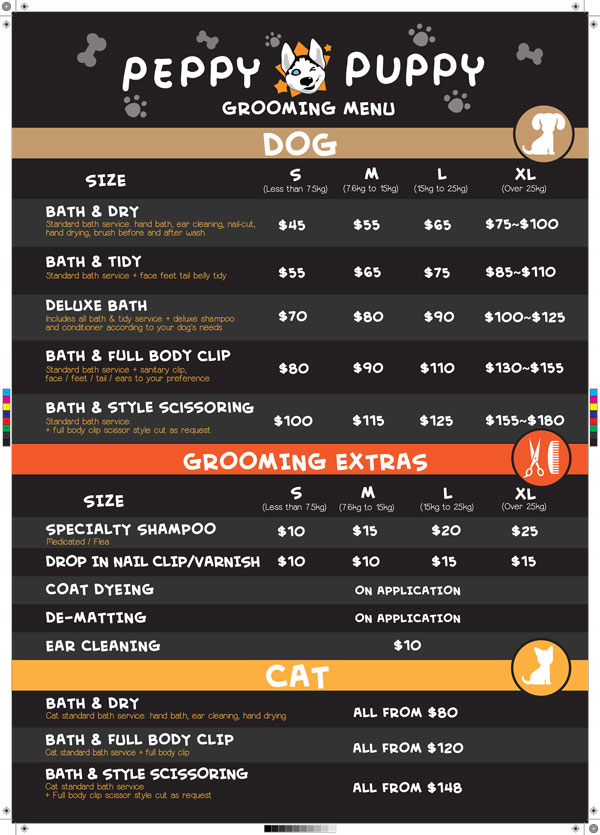 PEPPY PUPPY
GROOMING MENU
DOG
SIZE S M L XL
(Less than 7.5kg) (7.6kg to 15kg) (15kg to 25kg) (Over 25kg)
BATH & DRY
Standard bath service: hand bath, ear cleaning, nail-cut,
hand drying, brush before and after wash
$45 $55 $65 $75~$100
BATH & TIDY
Standard bath service + face feet tail belly tidy
$55 $65 $75 $85~$110
DELUXE BATH
Includes all bath & tidy service + deluxe shampoo
and conditioner according to your dog's needs
$70 $80 $90 $100~$125
BATH & FULL BODY CLIP
Standard bath service + sanitary clip,
face / feet / tail / ears to your preference
$80 $90 $110 $130~$155
BATH & STYLE SCISSORING
Standard bath service:
+ full body clip scissor style cut as request
$100 $115 $125 $155~$180
GROOMING EXTRAS
SIZE S M L XL
(Less than 7.5kg) (7.6kg to 15kg) (15kg to 25kg) (Over 25kg)
SPECIALTY SHAMPOO
Medicated / Flea
$10 $15 $20 $25
DROP IN NAIL CLIP/VARNISH $10 $10 $15 $15
COAT DYEING ON APPLICATION
DE-MATTING ON APPLICATION
EAR CLEANING $10
CAT
BATH & DRY
Cat standard bath service: hand bath, ear cleaning, hand drying
ALL FROM $80
BATH & FULL BODY CLIP
Cat standard bath service + full body clip
ALL FROM $120
BATH & STYLE SCISSORING
Cat standard bath service
+ Full body clip scissor style cut as request
ALL FROM $148